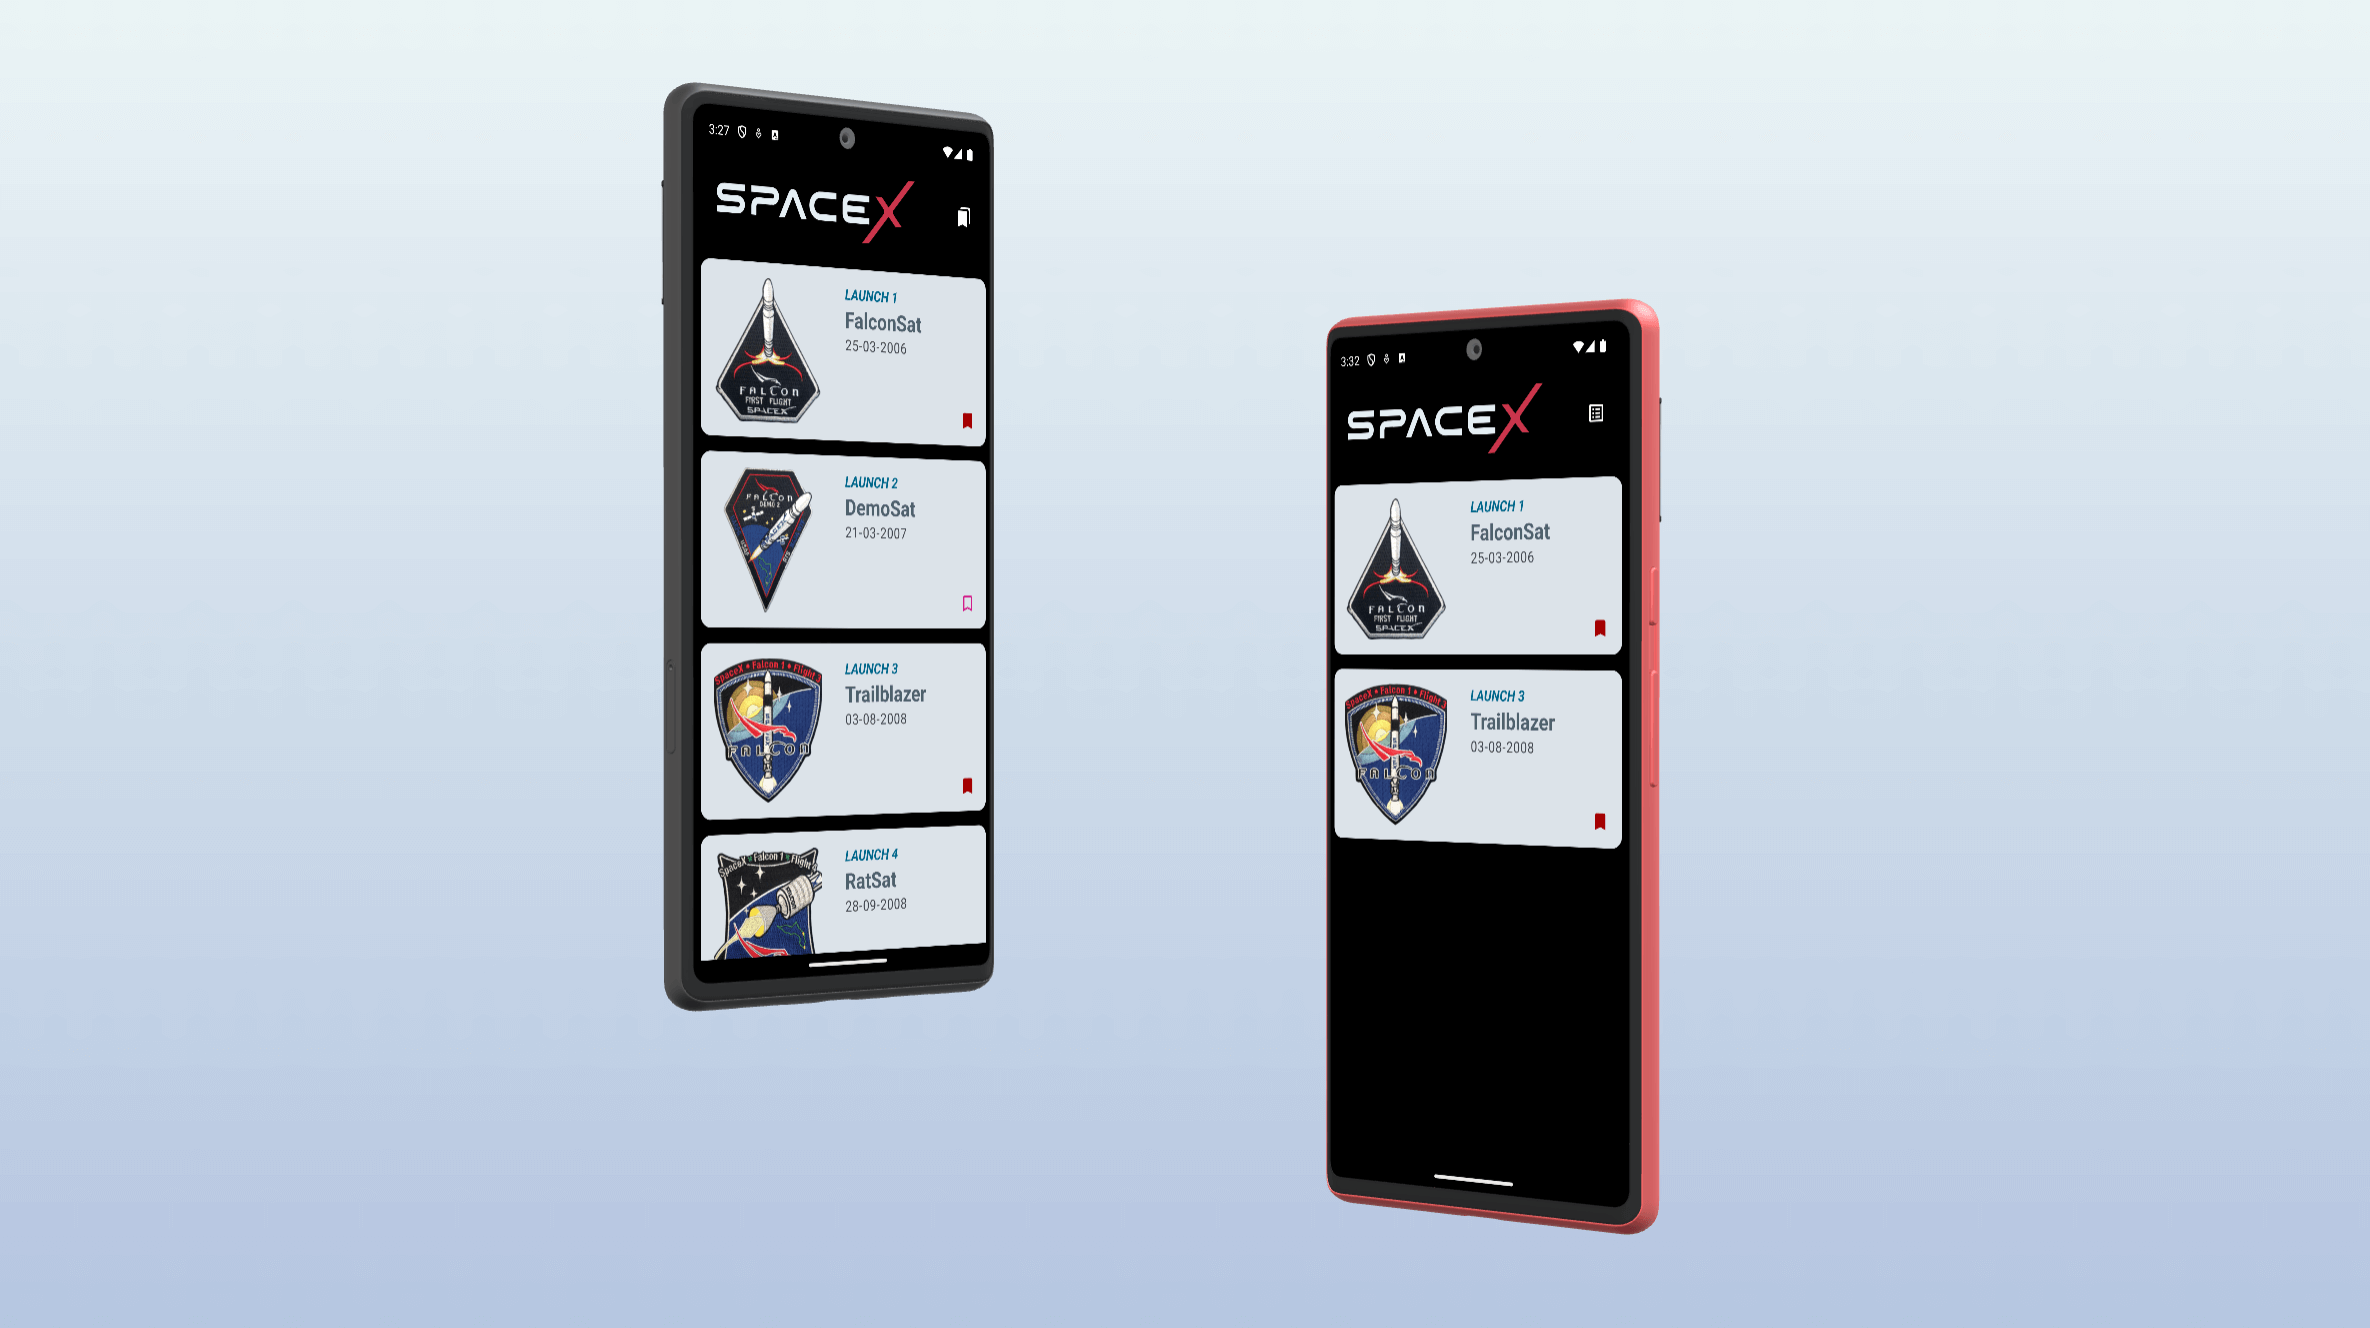 3:27
SPACEX
LAUNCH 1
FalconSat
25-03-2006
FALCON
FIRST FLIGHT
SPACEX
LAUNCH 2
DemoSat
21-03-2007
FALCON
DEMO 2
LAUNCH 3
Trailblazer
03-08-2008
SpaceX • Falcon 1 • Flight 3
FALCON
LAUNCH 4
RatSat
28-09-2008
SpaceX Falcon 1 Flight
3:32
SPACEX
LAUNCH 1
FalconSat
25-03-2006
FALCON
FIRST FLIGHT
SPACEX
LAUNCH 3
Trailblazer
03-08-2008
SpaceX • Falcon 1 • Flight 3
FALCON